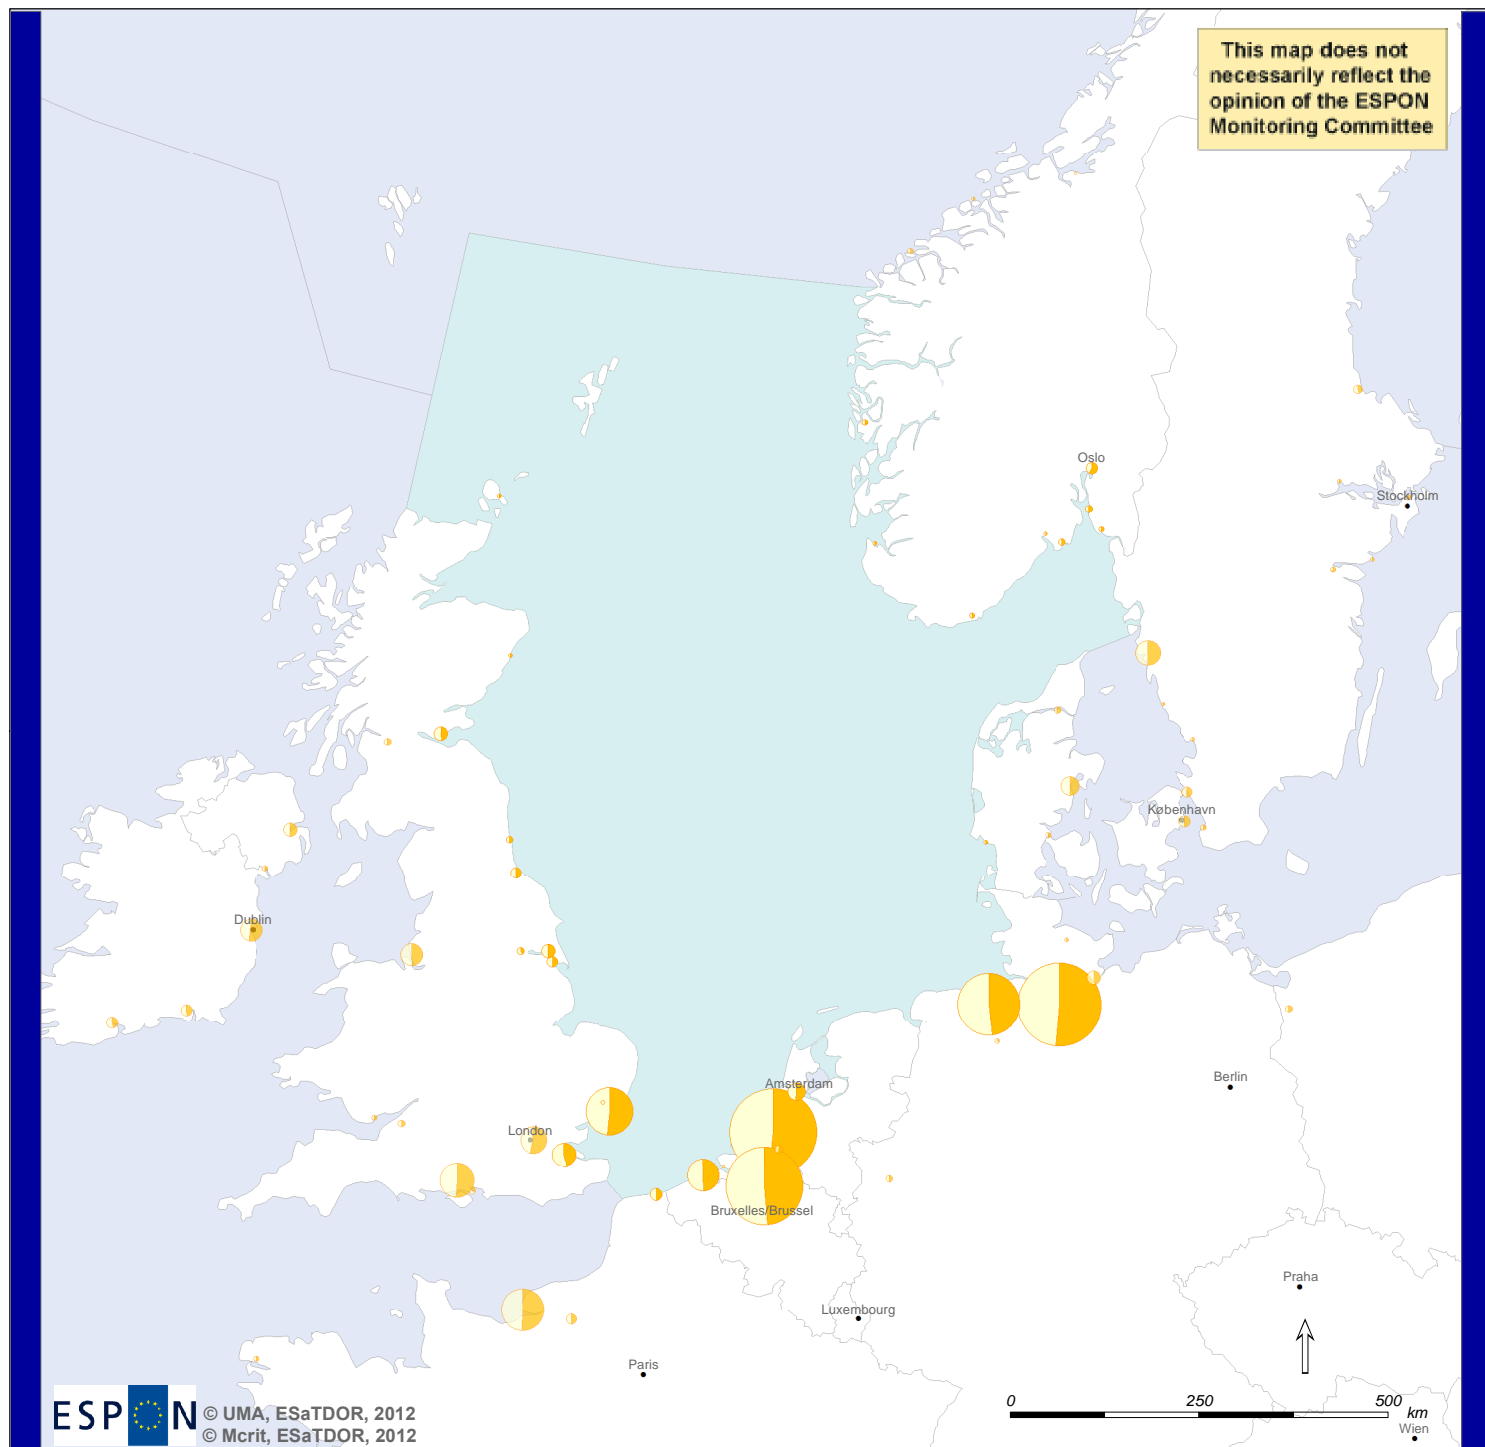 This map does not
necessarily reflect the
opinion of the ESPON
Monitoring Committee
Oslo
Stockholm
København
Dublin
Berlin
Amsterdam
London
Bruxelles/Brussel
Praha
Luxembourg
Paris
0 250 500
km
Wien
ESPON
© UMA, ESaTDOR, 2012
© Mcrit, ESaTDOR, 2012